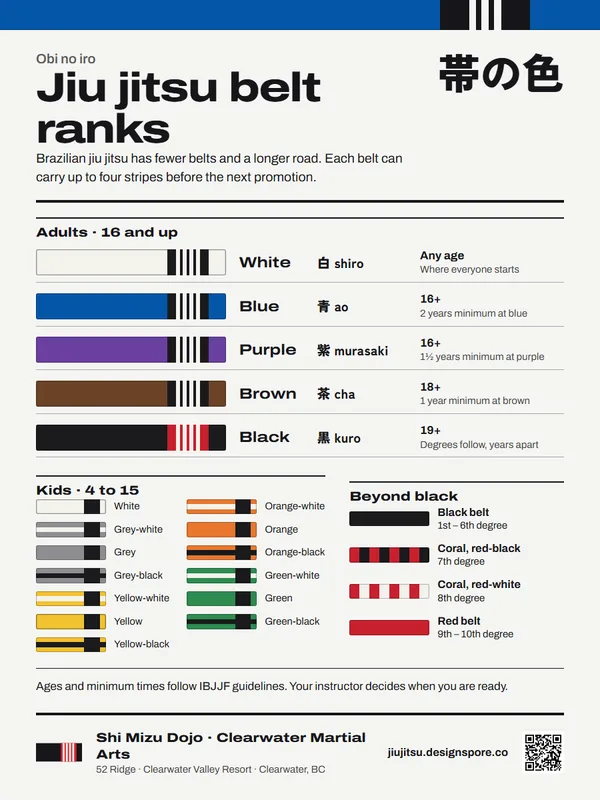 Obi no iro
帯の色
Jiu jitsu belt
ranks
Brazilian jiu jitsu has fewer belts and a longer road. Each belt can
carry up to four stripes before the next promotion.
Adults · 16 and up
White 白 shiro Any age
Where everyone starts
Blue 青 ao 16+
2 years minimum at blue
Purple 紫 murasaki 16+
1½ years minimum at purple
Brown 茶 cha 18+
1 year minimum at brown
Black 黒 kuro 19+
Degrees follow, years apart
Kids · 4 to 15
White
Grey-white
Grey
Grey-black
Yellow-white
Yellow
Yellow-black
Orange-white
Orange
Orange-black
Green-white
Green
Green-black
Beyond black
Black belt
1st – 6th degree
Coral, red-black
7th degree
Coral, red-white
8th degree
Red belt
9th – 10th degree
Ages and minimum times follow IBJJF guidelines. Your instructor decides when you are ready.
Shi Mizu Dojo · Clearwater Martial
Arts
52 Ridge · Clearwater Valley Resort · Clearwater, BC
jiujitsu.designspore.co